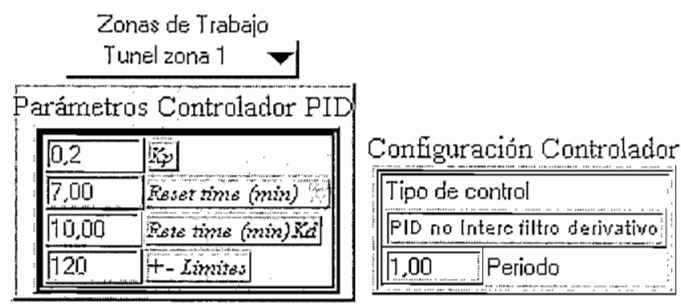 Zonas de Trabajo
Tunel zona 1
Parámetros Controlador PID
0,2 Kp
7,00 Reset time (min)
10,00 Rete time (min) Kd
120 +- Limites
Configuración Controlador
Tipo de control
PID no Interc filtro derivativo
1,00 Periodo